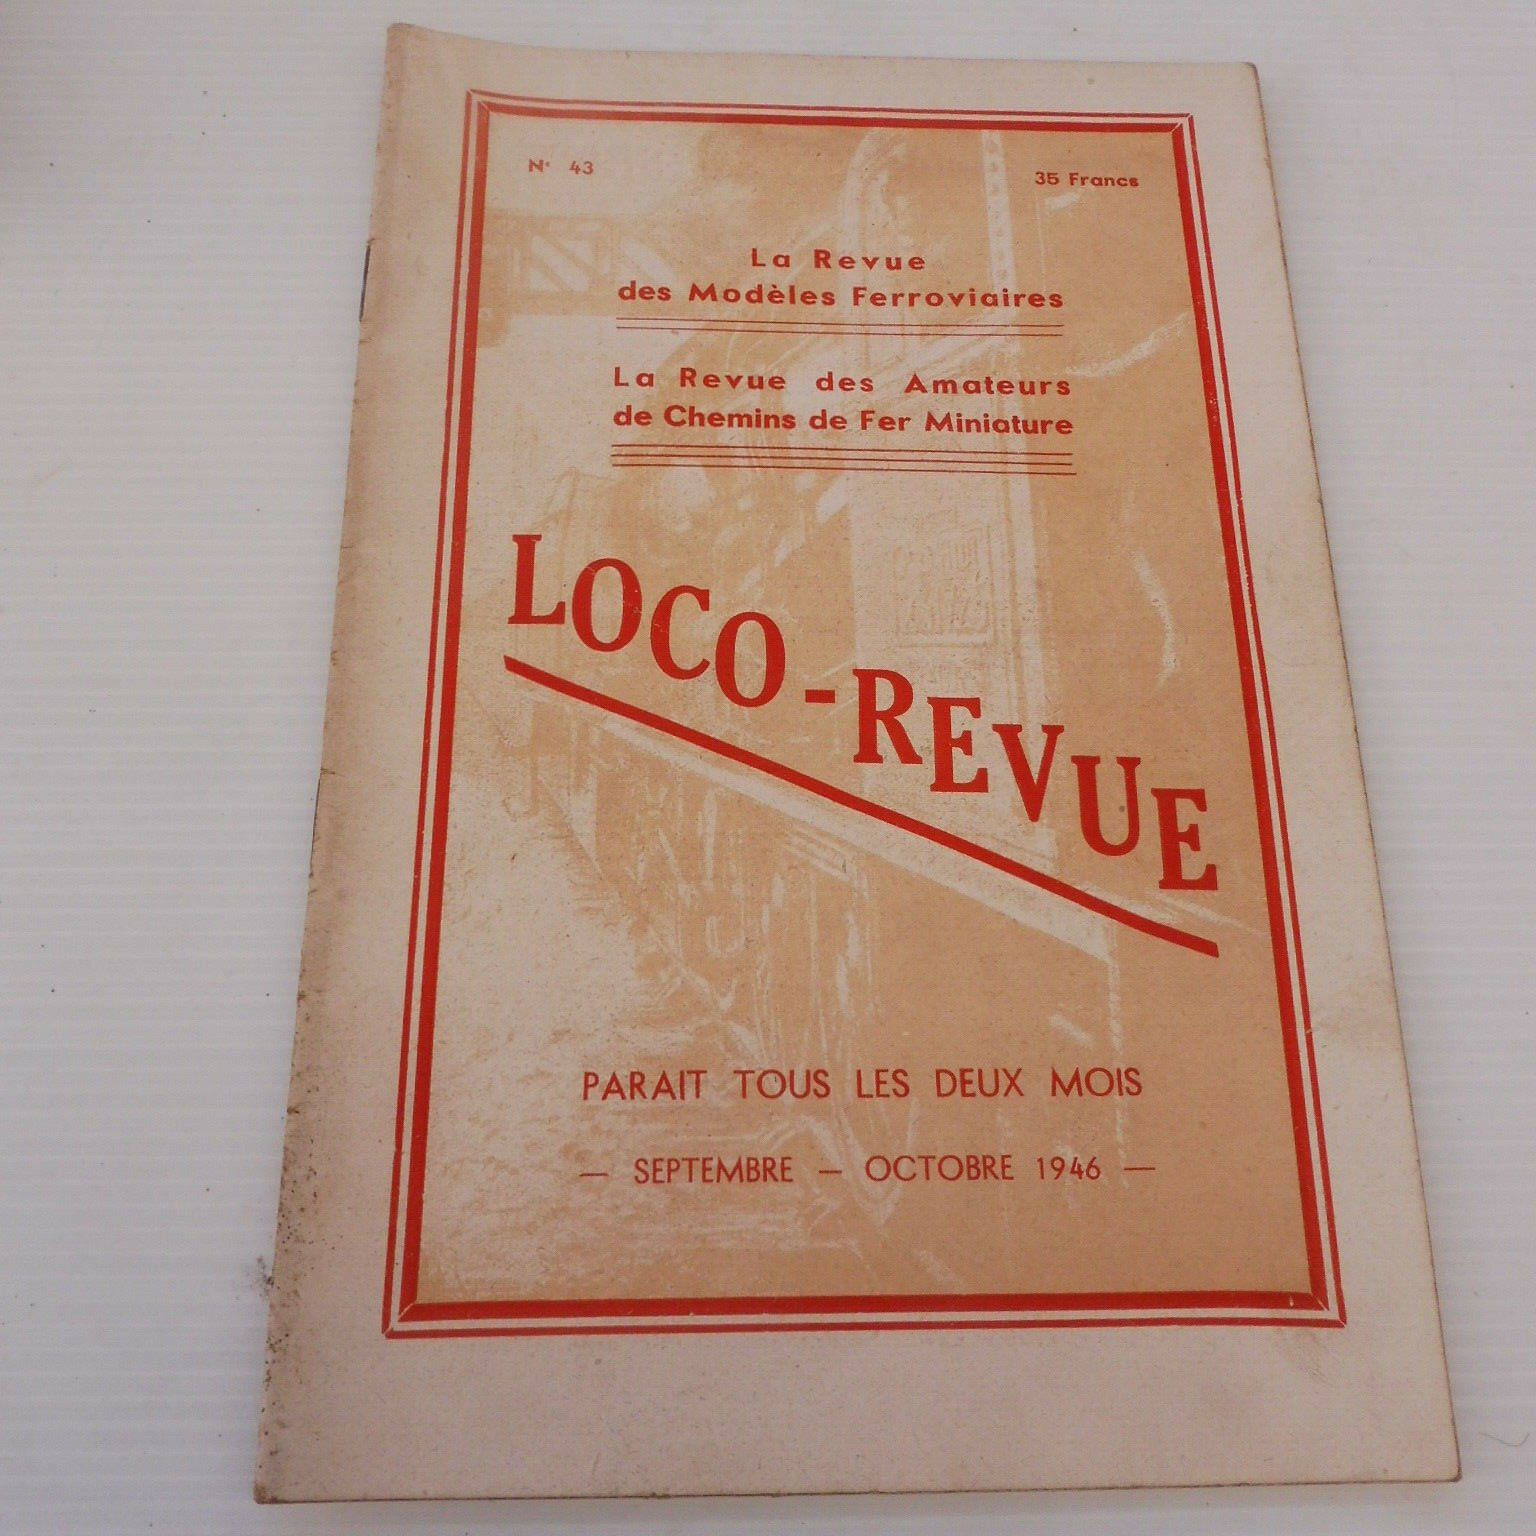 N° 43
35 Francs
La Revue
des Modèles Ferroviaires
La Revue des Amateurs
de Chemins de Fer Miniature
LOCO-REVUE
PARAIT TOUS LES DEUX MOIS
— SEPTEMBRE — OCTOBRE 1946 —